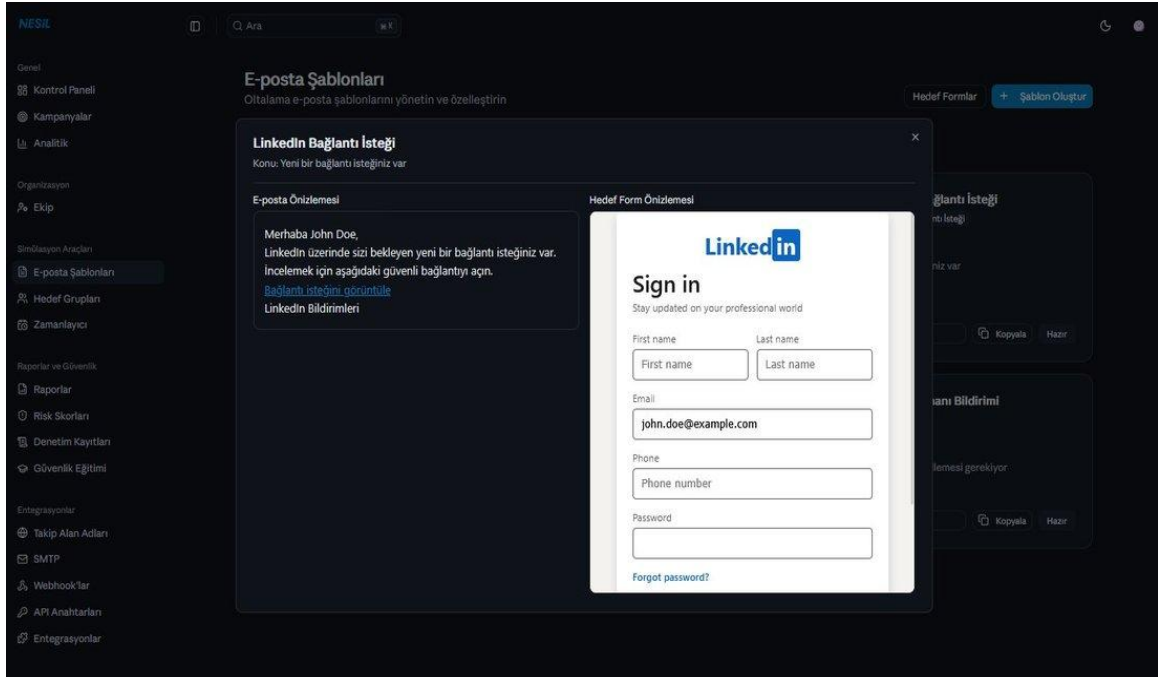 NESIL
Ara
⌘ K
Genel
Kontrol Paneli
Kampanyalar
Analitik
Organizasyon
Ekip
Simülasyon Araçları
E-posta Şablonları
Hedef Grupları
Zamanlayıcı
Raporlar ve Güvenlik
Raporlar
Risk Skorları
Denetim Kayıtları
Güvenlik Eğitimi
Entegrasyonlar
Takip Alan Adları
SMTP
Webhook'lar
API Anahtarları
Entegrasyonlar
E-posta Şablonları
Oltalama e-posta şablonlarını yönetin ve özelleştirin
Hedef Formlar
+ Şablon Oluştur
LinkedIn Bağlantı İsteği
Konu: Yeni bir bağlantı isteğiniz var
E-posta Önizlemesi
Merhaba John Doe,
LinkedIn üzerinde sizi bekleyen yeni bir bağlantı isteğiniz var.
İncelemek için aşağıdaki güvenli bağlantıyı açın.
Bağlantı isteğini görüntüle
LinkedIn Bildirimleri
Hedef Form Önizlemesi
Linkedin
Sign in
Stay updated on your professional world
First name
Last name
First name
Last name
Email
john.doe@example.com
Phone
Phone number
Password
Forgot password?
ğlantı İsteği
ntı İsteği
niz var
Kopyala
Hazır
anı Bildirimi
lemesi gerekiyor
Kopyala
Hazır